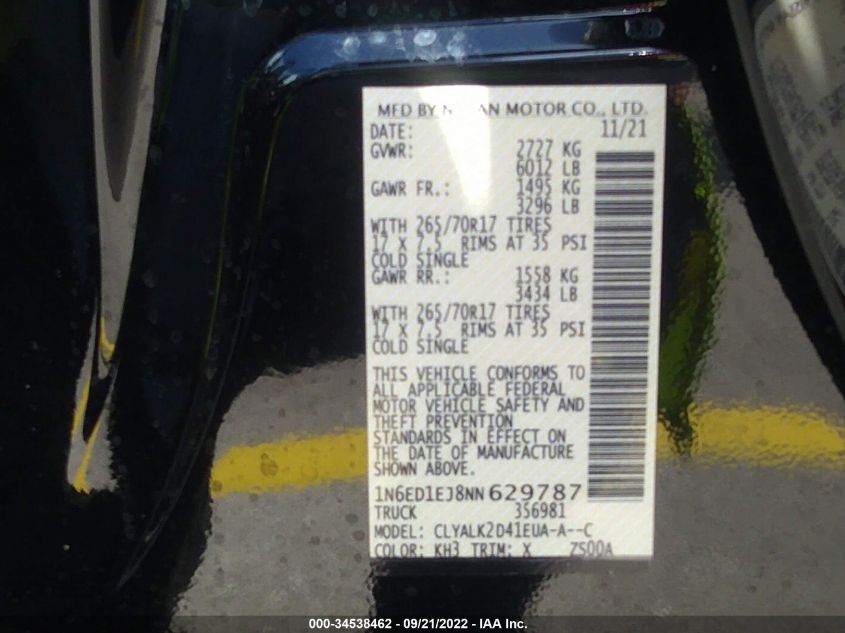 MFD BY AN MOTOR CO., LTD.
DATE: 11/21
GVWR: 2727 KG
6012 LB
GAWR FR.: 1495 KG
3296 LB
WITH 265/70R17 TIRES
17 X 7.5 RIMS AT 35 PSI
COLD SINGLE
GAWR RR.: 1558 KG
3434 LB
WITH 265/70R17 TIRES
17 X 7.5 RIMS AT 35 PSI
COLD SINGLE
THIS VEHICLE CONFORMS TO
ALL APPLICABLE FEDERAL
MOTOR VEHICLE SAFETY AND
THEFT PREVENTION
STANDARDS IN EFFECT ON
THE DATE OF MANUFACTURE
SHOWN ABOVE.
1N6ED1EJ8NN629787
TRUCK 356981
MODEL: CLYALK2D41EUA-A--C
COLOR: KH3 TRIM: X ZS00A
000-34538462 - 09/21/2022 - IAA Inc.